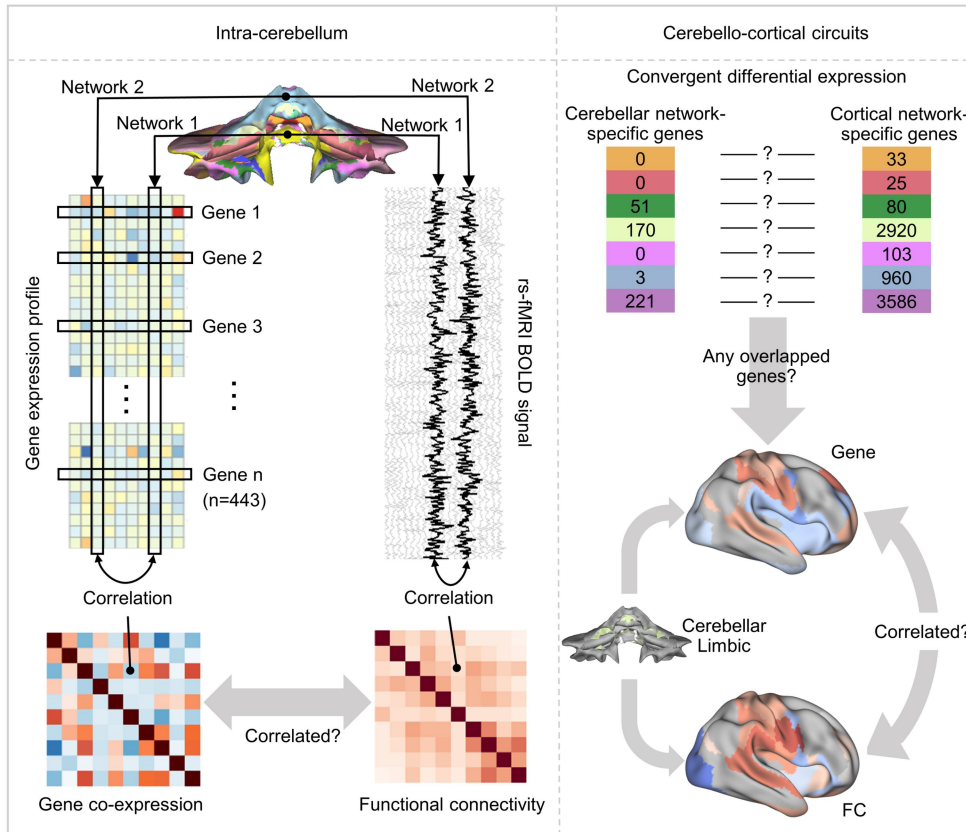 Intra-cerebellum
Network 2
Network 2
Network 1
Network 1
Gene expression profile
Gene 1
Gene 2
Gene 3
Gene n
(n=443)
rs-fMRI BOLD signal
Correlation
Correlation
Correlated?
Gene co-expression
Functional connectivity
Cerebello-cortical circuits
Convergent differential expression
Cerebellar network-
specific genes
Cortical network-
specific genes
0 ? 33
0 ? 25
51 ? 80
170 ? 2920
0 ? 103
3 ? 960
221 ? 3586
Any overlapped
genes?
Gene
Cerebellar
Limbic
Correlated?
FC